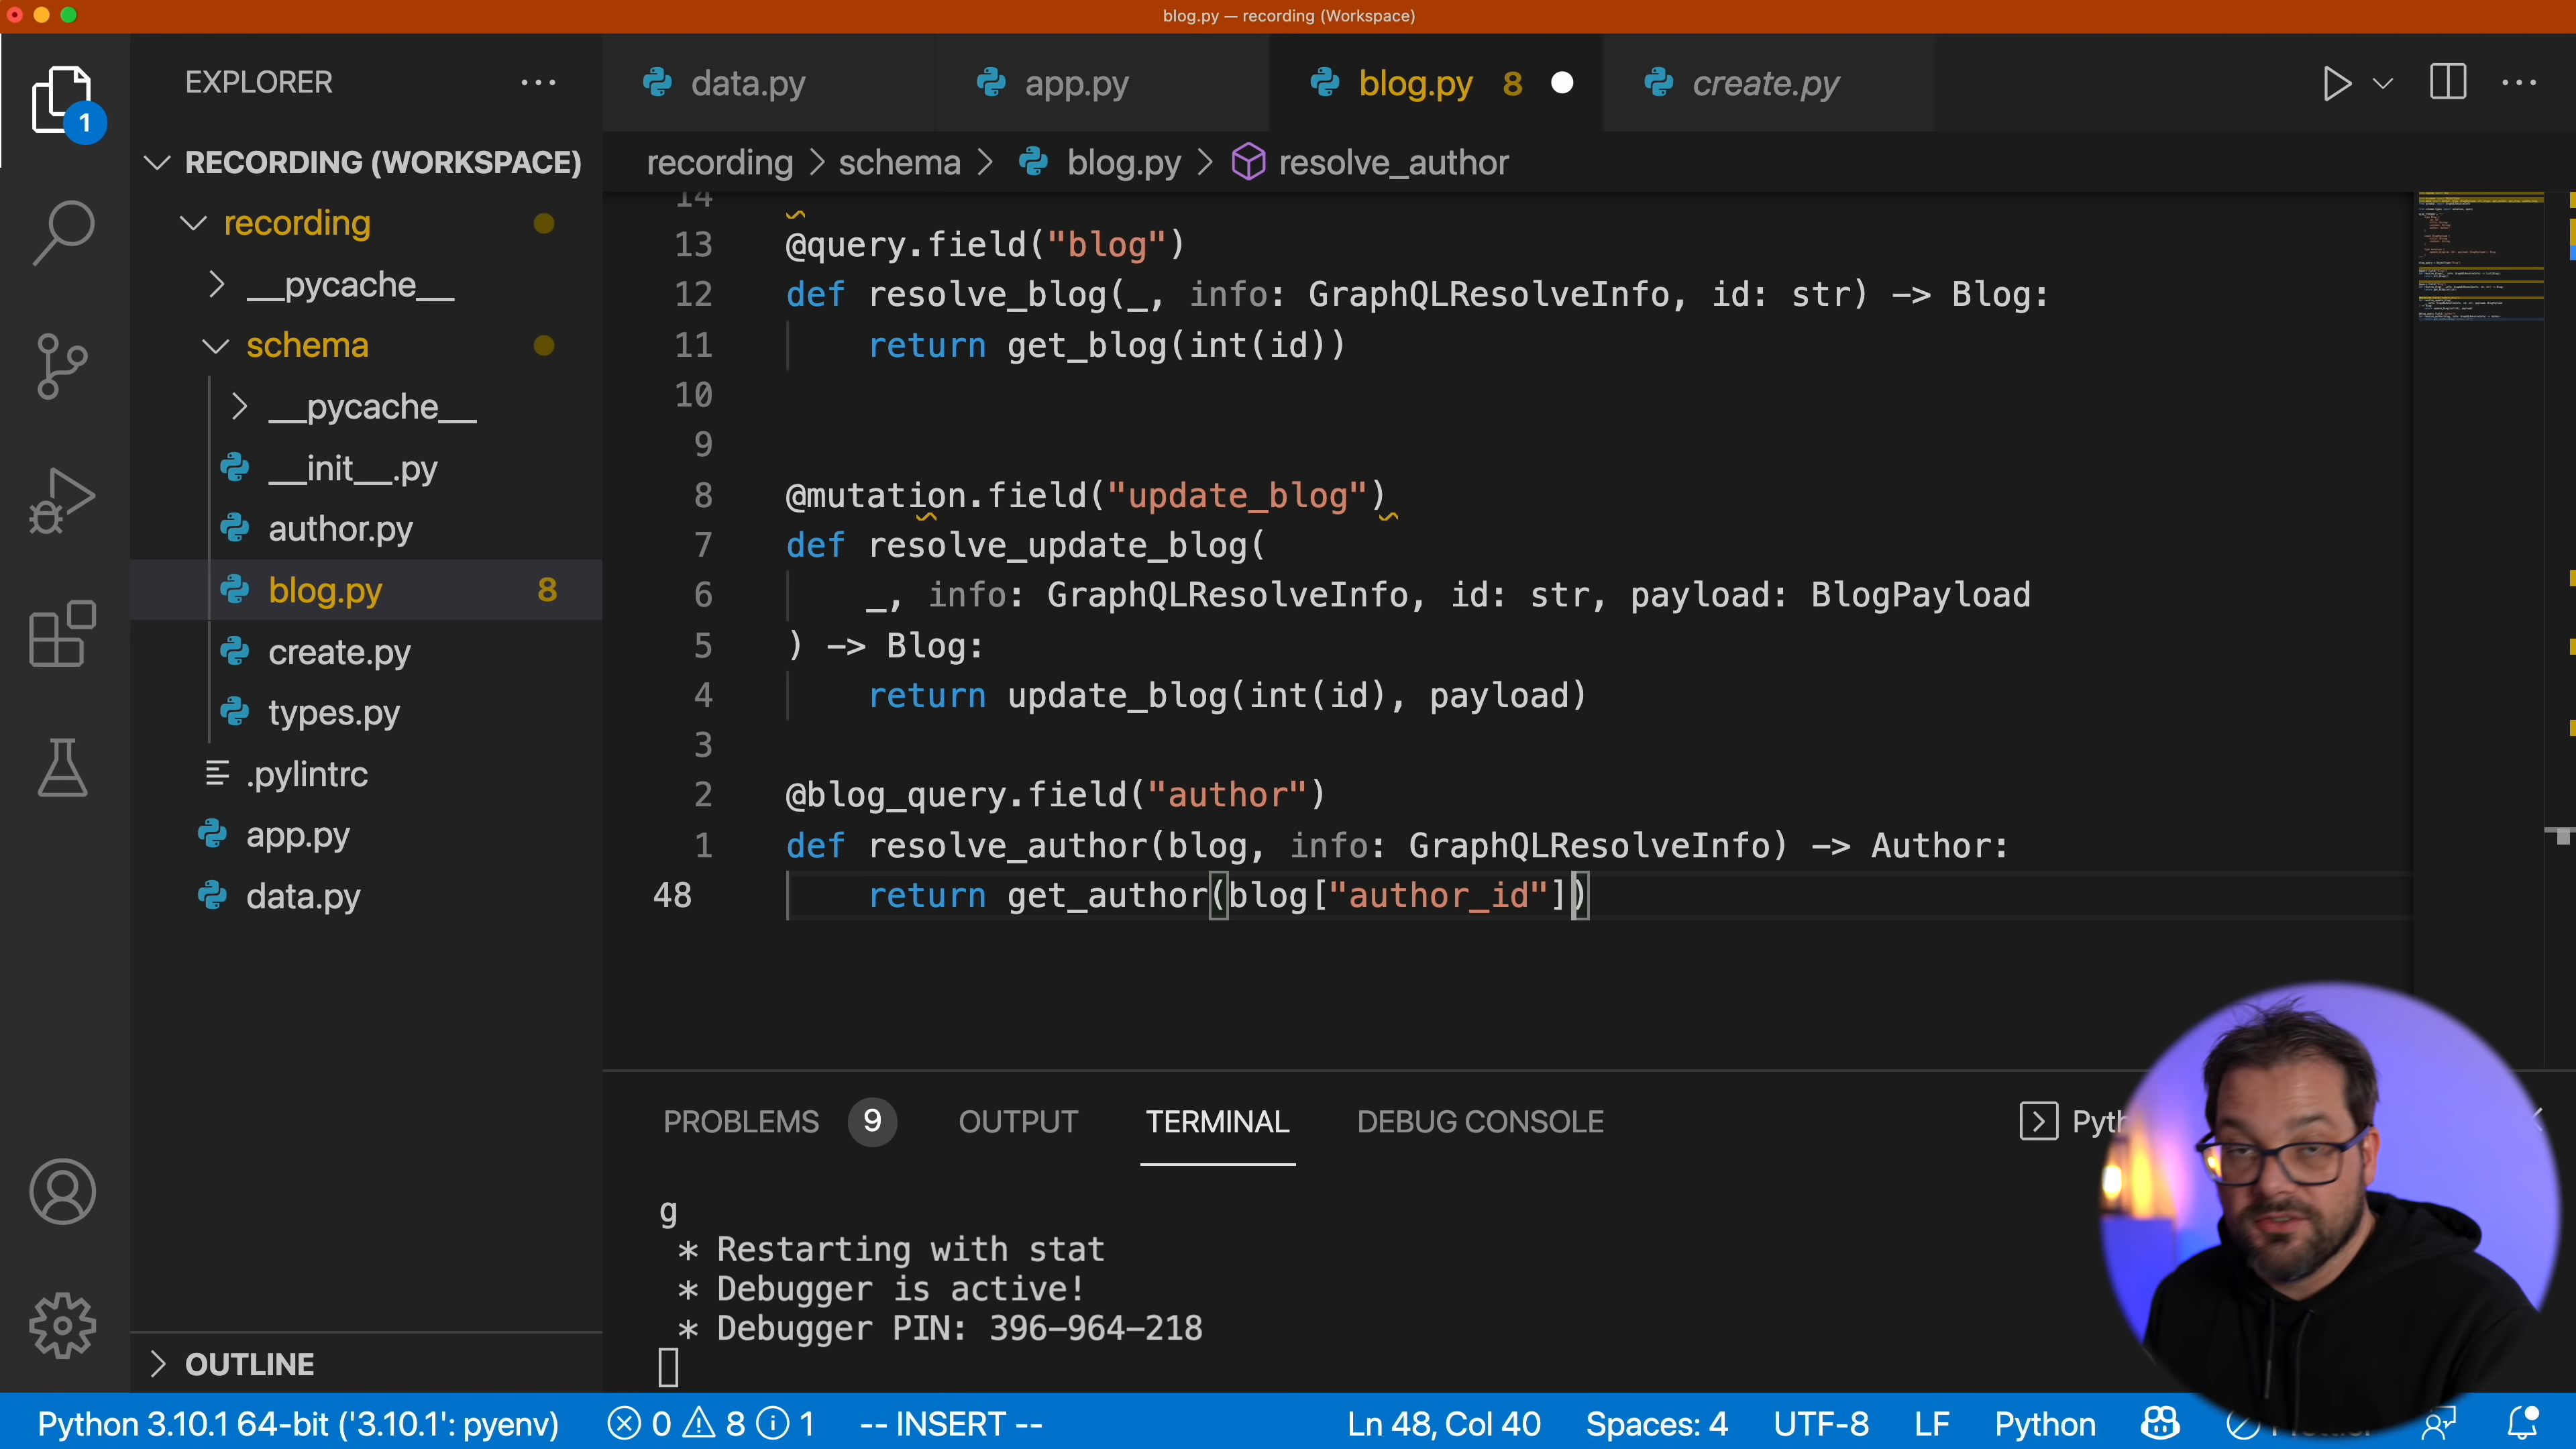 blog.py — recording (Workspace)
EXPLORER
data.py
app.py
blog.py 8
create.py
1
RECORDING (WORKSPACE)
recording > schema > blog.py > resolve_author
recording
__pycache__
schema
__pycache__
__init__.py
author.py
blog.py 8
create.py
types.py
.pylintrc
app.py
data.py
OUTLINE
14
13 @query.field("blog")
12 def resolve_blog(_, info: GraphQLResolveInfo, id: str) -> Blog:
11 return get_blog(int(id))
10
9
8 @mutation.field("update_blog")
7 def resolve_update_blog(
6 _, info: GraphQLResolveInfo, id: str, payload: BlogPayload
5 ) -> Blog:
4 return update_blog(int(id), payload)
3
2 @blog_query.field("author")
1 def resolve_author(blog, info: GraphQLResolveInfo) -> Author:
48 return get_author(blog["author_id"])
PROBLEMS 9 OUTPUT TERMINAL DEBUG CONSOLE
g
* Restarting with stat
* Debugger is active!
* Debugger PIN: 396-964-218
Python 3.10.1 64-bit ('3.10.1': pyenv) 0 8 1 -- INSERT -- Ln 48, Col 40 Spaces: 4 UTF-8 LF Python